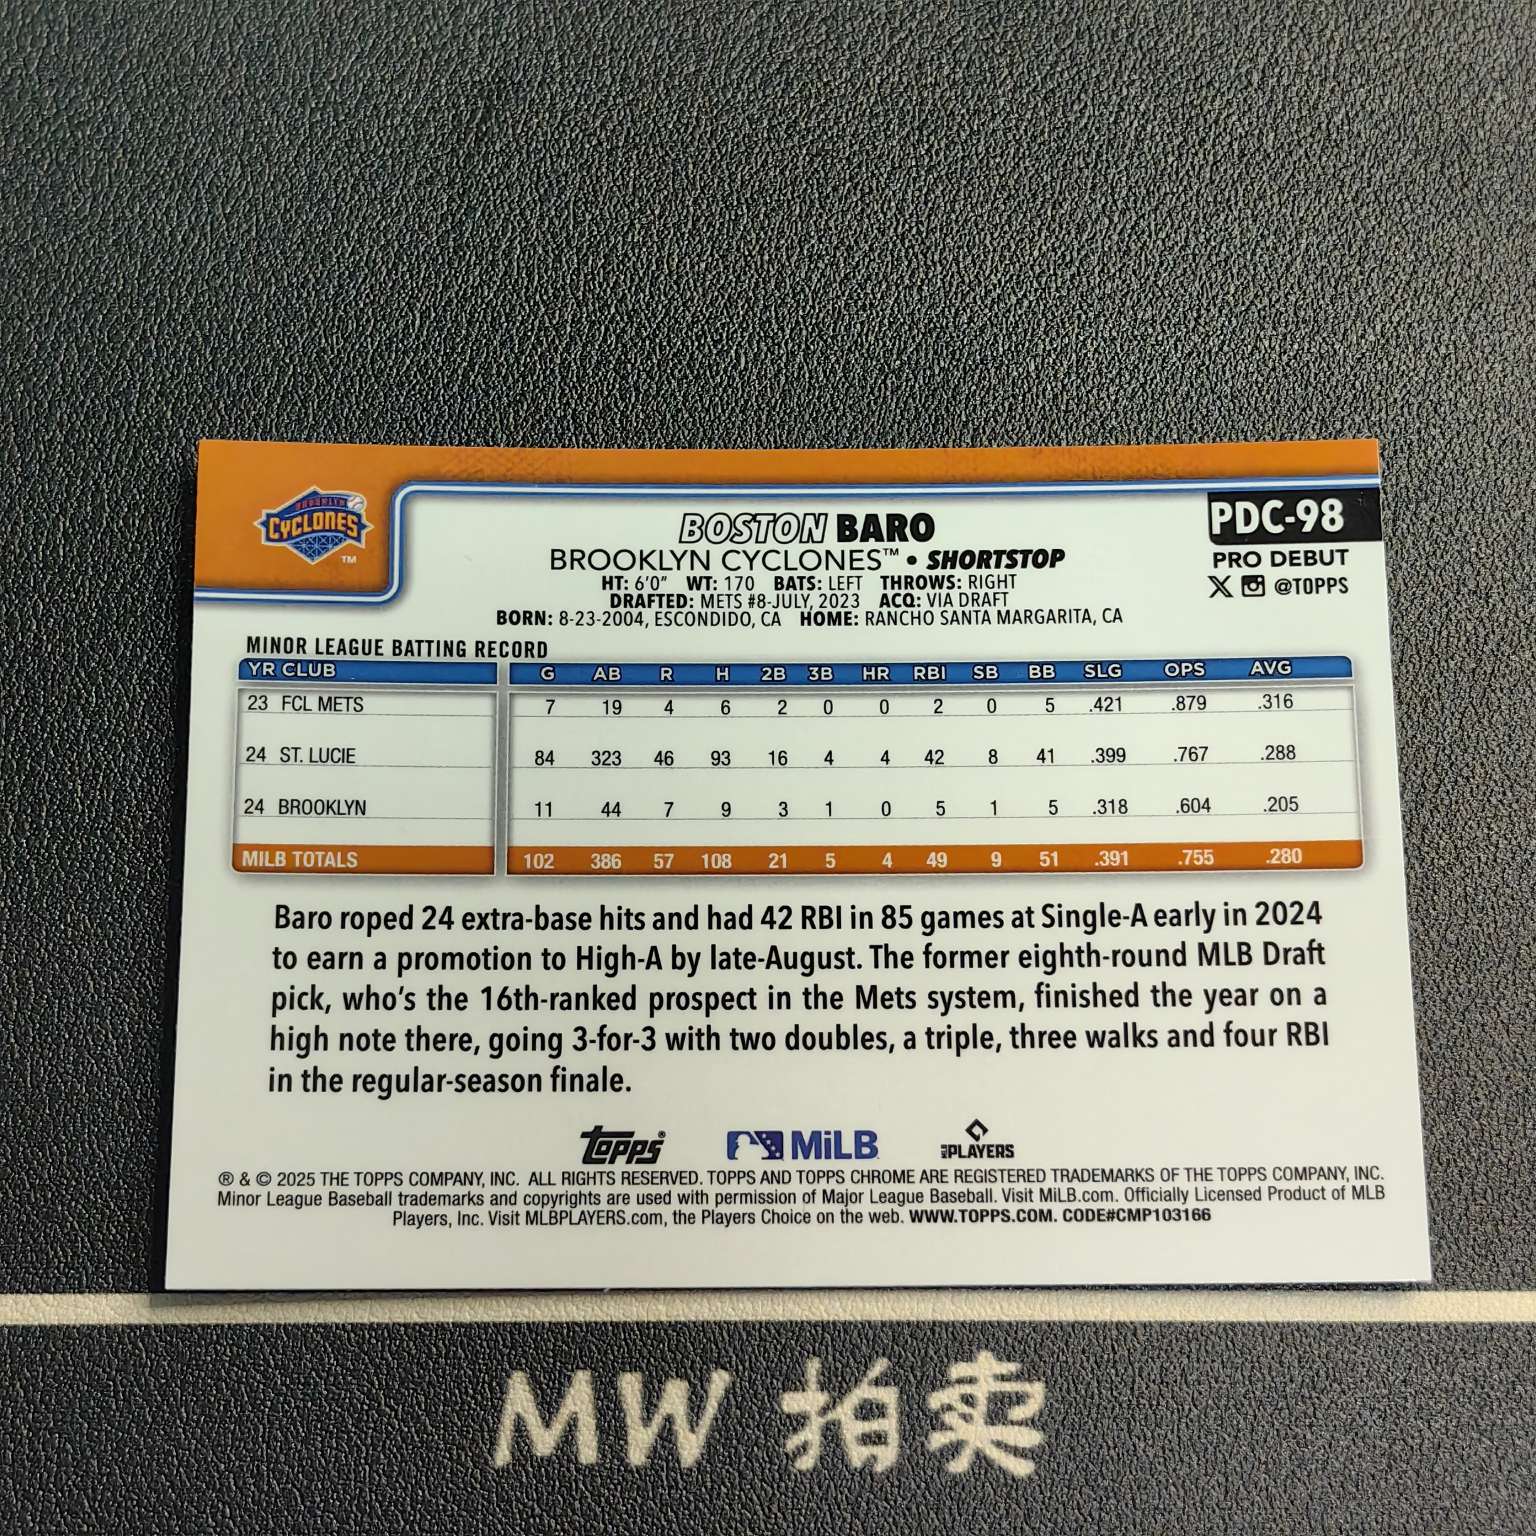 BROOKLYN
CYCLONES
TM
BOSTON BARO
PDC-98
BROOKLYN CYCLONES™ • SHORTSTOP
PRO DEBUT
HT: 6'0" WT: 170 BATS: LEFT THROWS: RIGHT
@TOPPS
DRAFTED: METS #8-JULY, 2023 ACQ: VIA DRAFT
BORN: 8-23-2004, ESCONDIDO, CA HOME: RANCHO SANTA MARGARITA, CA
MINOR LEAGUE BATTING RECORD
YR CLUB G AB R H 2B 3B HR RBI SB BB SLG OPS AVG
23 FCL METS 7 19 4 6 2 0 0 2 0 5 .421 .879 .316
24 ST. LUCIE 84 323 46 93 16 4 4 42 8 41 .399 .767 .288
24 BROOKLYN 11 44 7 9 3 1 0 5 1 5 .318 .604 .205
MILB TOTALS 102 386 57 108 21 5 4 49 9 51 .391 .755 .280
Baro roped 24 extra-base hits and had 42 RBI in 85 games at Single-A early in 2024
to earn a promotion to High-A by late-August. The former eighth-round MLB Draft
pick, who's the 16th-ranked prospect in the Mets system, finished the year on a
high note there, going 3-for-3 with two doubles, a triple, three walks and four RBI
in the regular-season finale.
TOPPS® MiLB PLAYERS
® & © 2025 THE TOPPS COMPANY, INC. ALL RIGHTS RESERVED. TOPPS AND TOPPS CHROME ARE REGISTERED TRADEMARKS OF THE TOPPS COMPANY, INC.
Minor League Baseball trademarks and copyrights are used with permission of Major League Baseball. Visit MiLB.com. Officially Licensed Product of MLB
Players, Inc. Visit MLBPLAYERS.com, the Players Choice on the web. WWW.TOPPS.COM. CODE#CMP103166
MW 拍卖